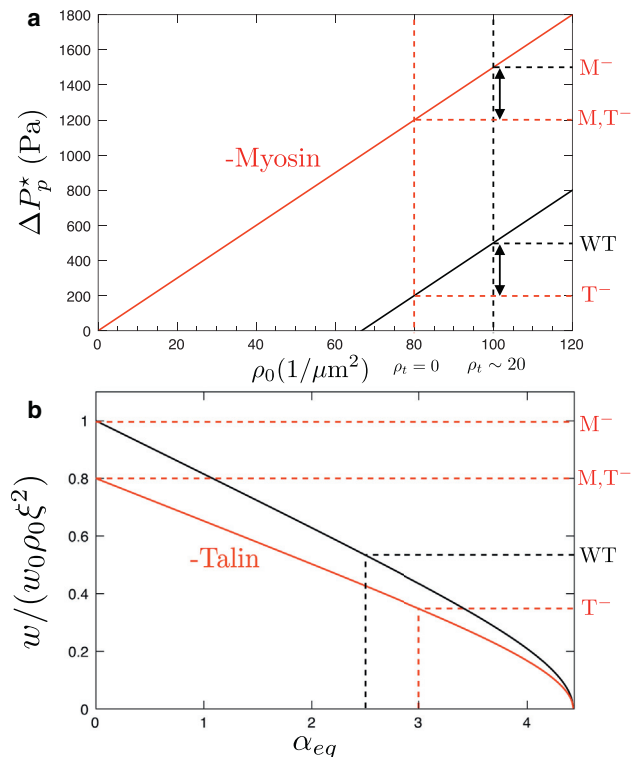 a
1800
1600
1400
1200
1000
800
600
400
200
0
ΔP*ₚ (Pa)
-Myosin
M⁻
M,T⁻
WT
T⁻
0 20 40 60 80 100 120
ρ₀(1/μm²)
ρₜ = 0
ρₜ ∼ 20
b
1
0.8
0.6
0.4
0.2
0
w/(w₀ρ₀ξ²)
-Talin
M⁻
M,T⁻
WT
T⁻
0 1 2 3 4
α_eq